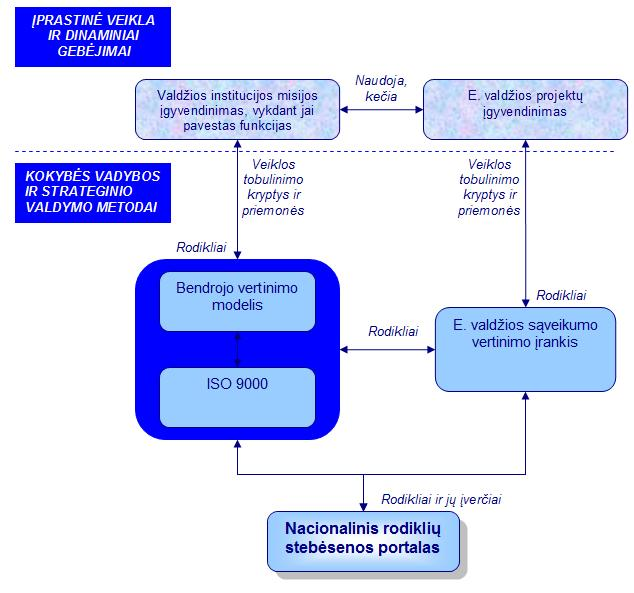 ĮPRASTINĖ VEIKLA
IR DINAMINIAI
GEBĖJIMAI
Valdžios institucijos misijos
įgyvendinimas, vykdant jai
pavestas funkcijas
Naudoja,
kečia
E. valdžios projektų
įgyvendinimas
KOKYBĖS VADYBOS
IR STRATEGINIO
VALDYMO METODAI
Veiklos
tobulinimo
kryptys ir
priemonės
Veiklos
tobulinimo
kryptys ir
priemonės
Rodikliai
Bendrojo vertinimo
modelis
ISO 9000
Rodikliai
Rodikliai
E. valdžios sąveikumo
vertinimo įrankis
Rodikliai ir jų įverčiai
Nacionalinis rodiklių
stebėsenos portalas